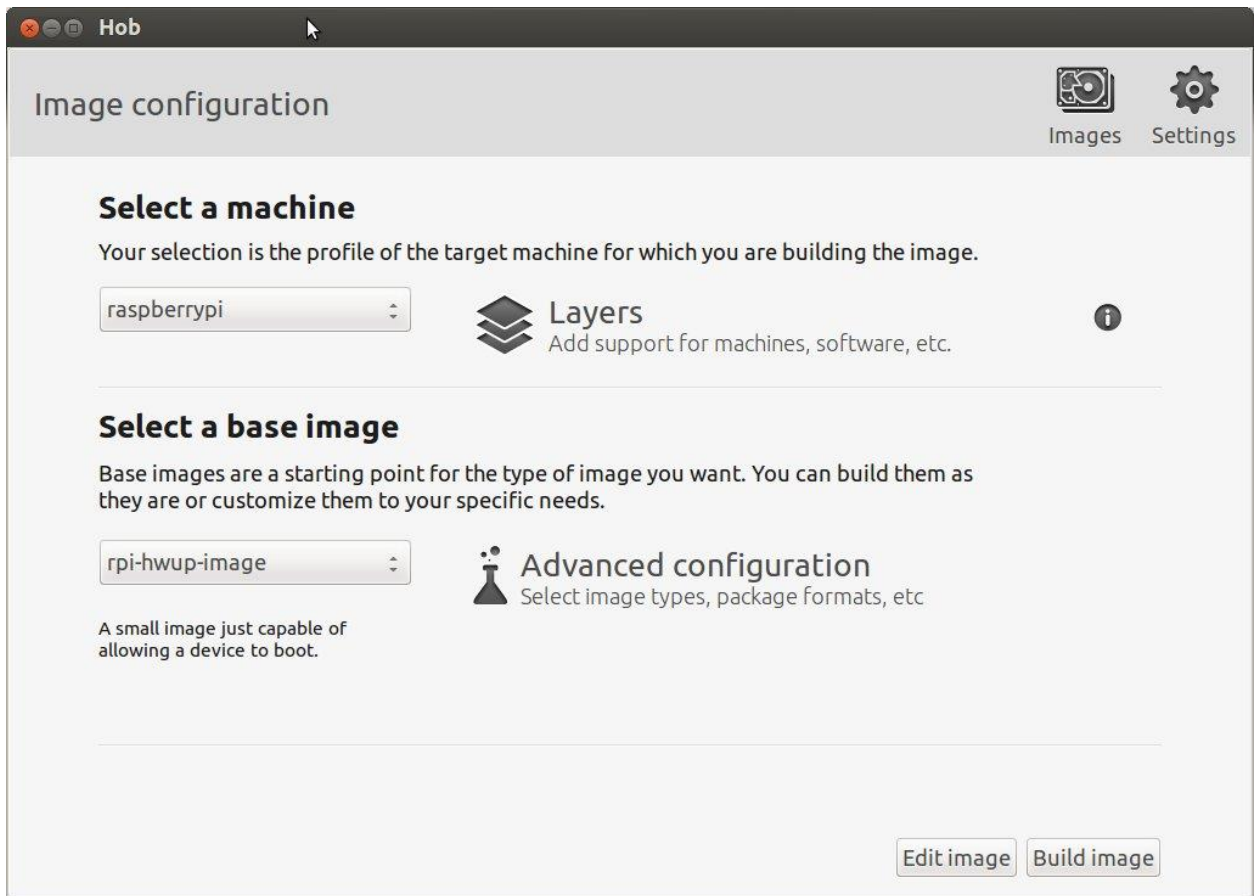 Hob
Image configuration
Images
Settings
Select a machine
Your selection is the profile of the target machine for which you are building the image.
raspberrypi
Layers
Add support for machines, software, etc.
Select a base image
Base images are a starting point for the type of image you want. You can build them as
they are or customize them to your specific needs.
rpi-hwup-image
Advanced configuration
Select image types, package formats, etc
A small image just capable of
allowing a device to boot.
Edit image
Build image